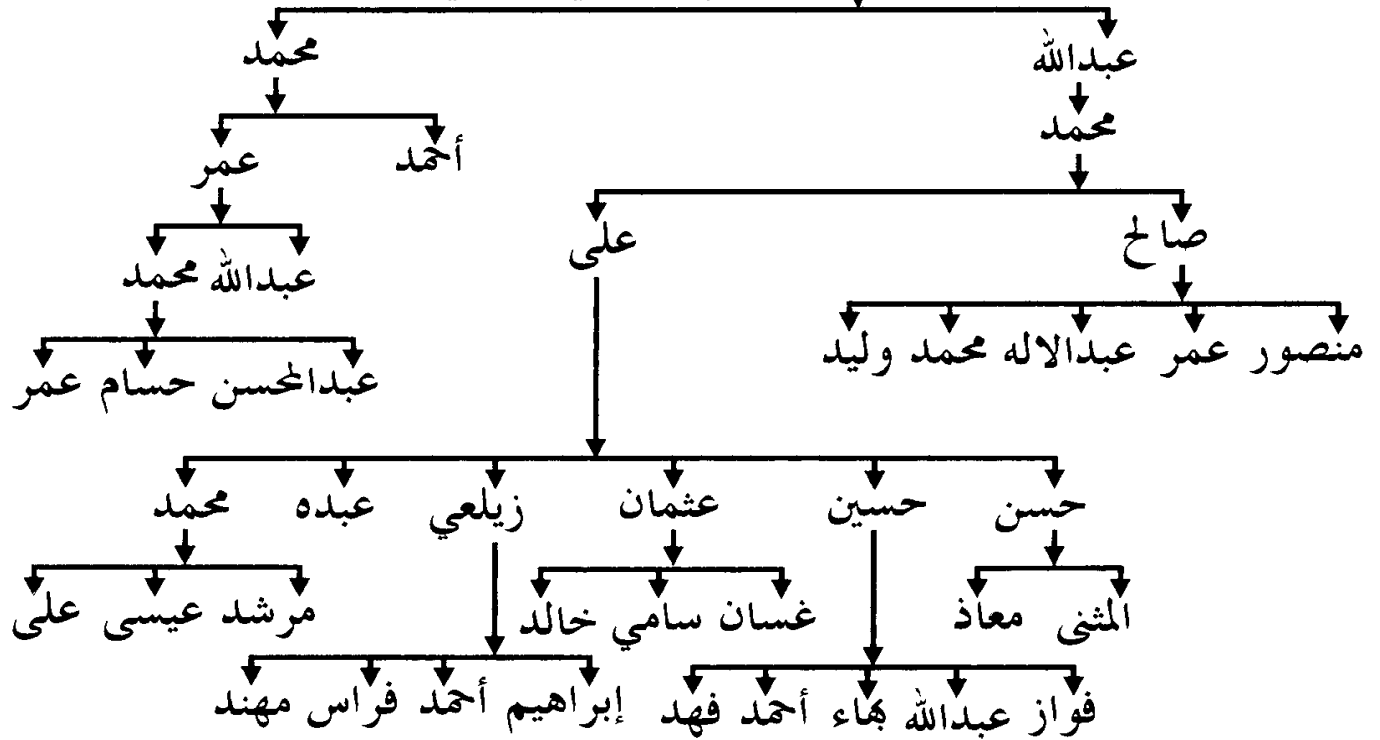 عبدالله محمد
محمد
أحمد عمر
صالح على
عبدالله محمد
منصور عمر عبدالاله محمد وليد
عبدالمحسن حسام عمر
حسن حسين عثمان زيلعي عبده محمد
المثنى معاذ غسان سامي خالد مرشد عيسى على
فواز عبدالله بهاء أحمد فهد إبراهيم أحمد فراس مهند